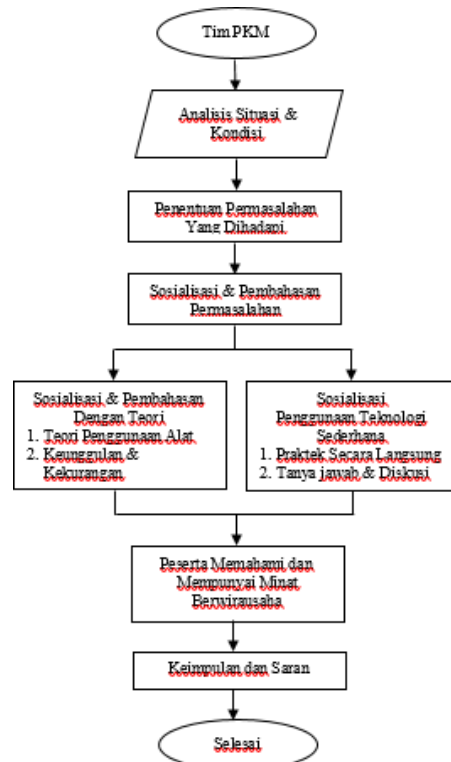 Tim PKM
Analisis Situasi &
Kondisi
Penentuan Permasalahan
Yang Dihadapi
Sosialisasi & Pembahasan
Permasalahan
Sosialisasi & Pembahasan
Dengan Teori
1. Teori Penggunaan Alat
2. Keunggulan &
Kekurangan
Sosialisasi
Penggunaan Teknologi
Sederhana
1. Praktek Secara Langsung
2. Tanya jawab & Diskusi
Peserta Memahami dan
Mempunyai Minat
Berwirausaha
Keimpulan dan Saran
Selesai